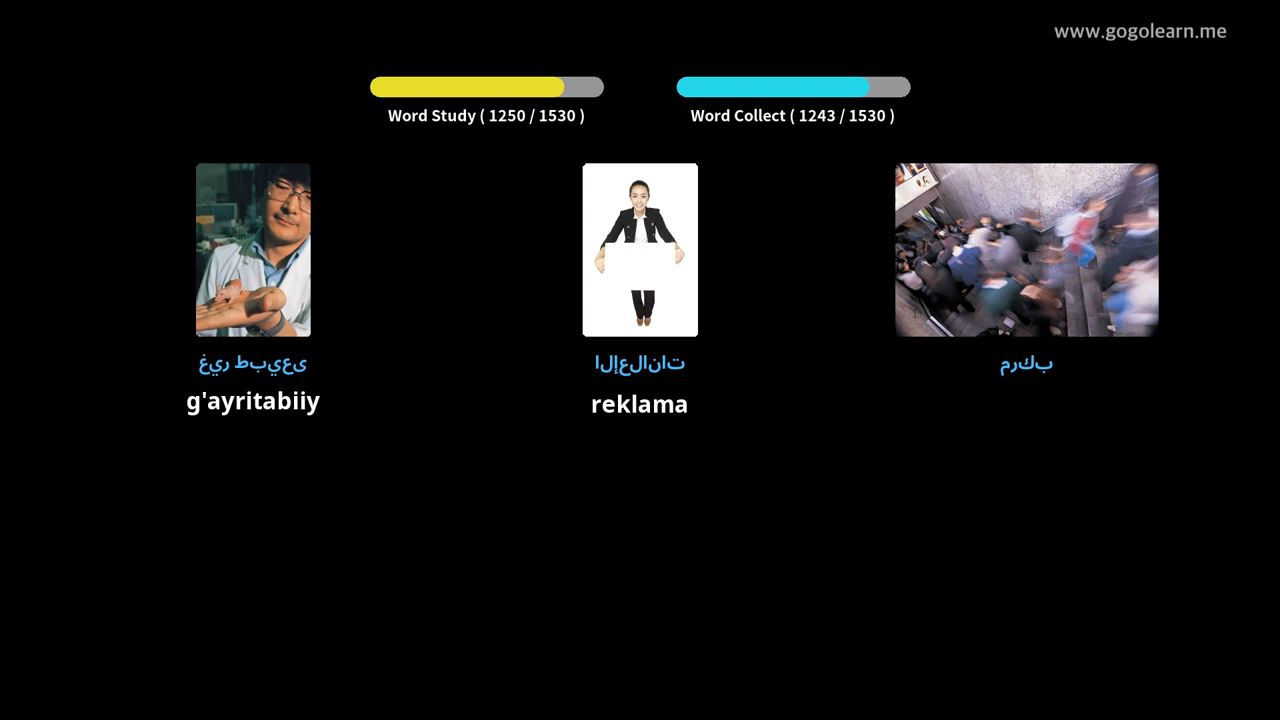 www.gogolearn.me
Word Study ( 1250 / 1530 )
Word Collect ( 1243 / 1530 )
غير طبيعى
الإعلانات
مركب
g'ayritabiiy
reklama